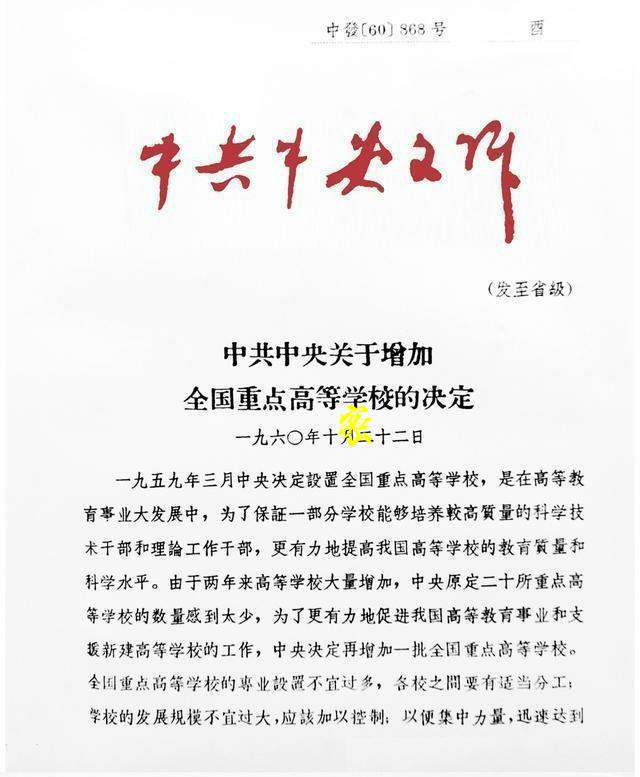 中發〔60〕868号 酉
中共中央文件
(发至省級)
中共中央关于增加
全国重点高等学校的决定
一九六〇年十月二十二日
一九五九年三月中央决定設置全国重点高等学校，是在高等教
育事业大发展中，为了保証一部分学校能够培养較高質量的科学技
术干部和理論工作干部，更有力地提高我国高等学校的教育質量和
科学水平。由于两年来高等学校大量增加，中央原定二十所重点高
等学校的数量感到太少，为了更有力地促进我国高等教育事业和支
援新建高等学校的工作，中央决定再增加一批全国重点高等学校。
全国重点高等学校的專业設置不宜过多，各校之間要有适当分工；
学校的发展規模不宜过大，应該加以控制；以便集中力量，迅速达到